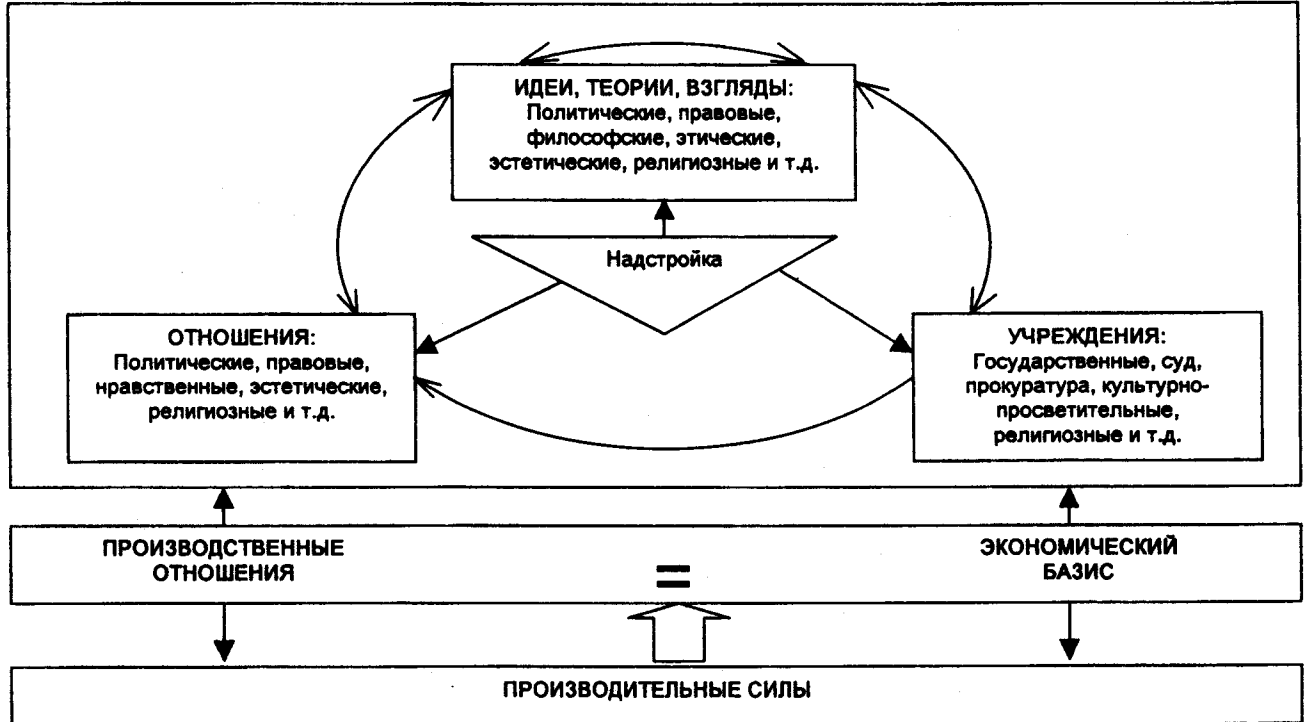 ИДЕИ, ТЕОРИИ, ВЗГЛЯДЫ:
Политические, правовые,
философские, этические,
эстетические, религиозные и т.д.
Надстройка
ОТНОШЕНИЯ:
Политические, правовые,
нравственные, эстетические,
религиозные и т.д.
УЧРЕЖДЕНИЯ:
Государственные, суд,
прокуратура, культурно-
просветительные,
религиозные и т.д.
ПРОИЗВОДСТВЕННЫЕ
ОТНОШЕНИЯ
=
ЭКОНОМИЧЕСКИЙ
БАЗИС
ПРОИЗВОДИТЕЛЬНЫЕ СИЛЫ